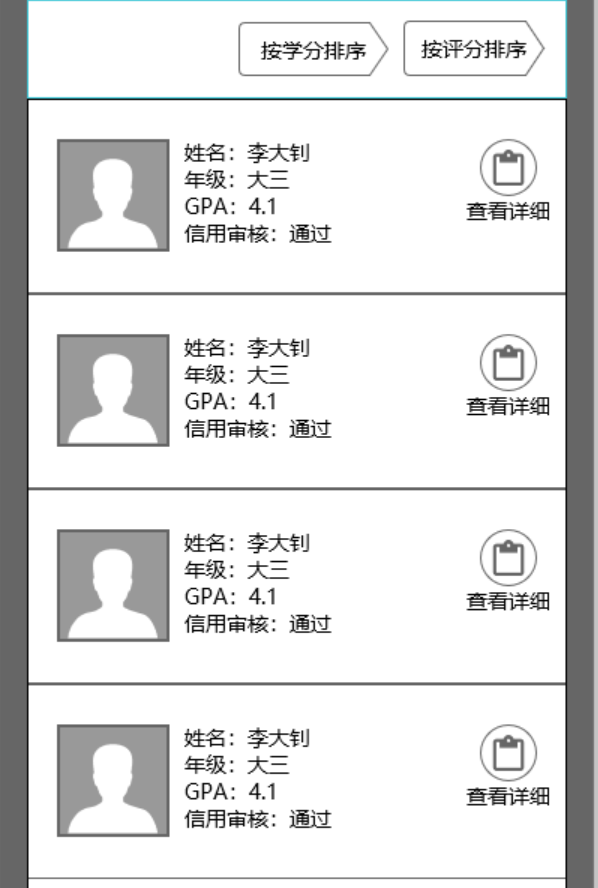 按学分排序 按评分排序
姓名：李大钊
年级：大三
GPA：4.1
信用审核：通过
查看详细
姓名：李大钊
年级：大三
GPA：4.1
信用审核：通过
查看详细
姓名：李大钊
年级：大三
GPA：4.1
信用审核：通过
查看详细
姓名：李大钊
年级：大三
GPA：4.1
信用审核：通过
查看详细